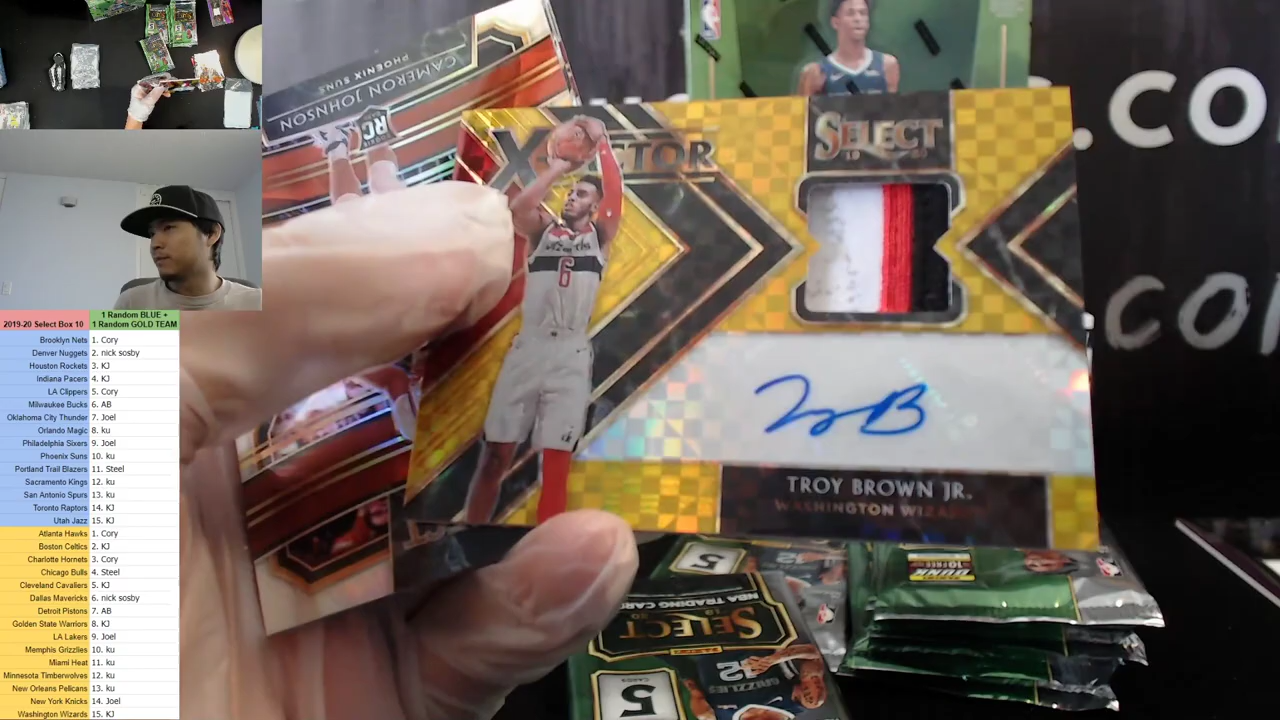 2019-20 Select Box 10
1 Random BLUE +
1 Random GOLD TEAM
Brooklyn Nets 1. Cory
Denver Nuggets 2. nick sosby
Houston Rockets 3. KJ
Indiana Pacers 4. KJ
LA Clippers 5. Cory
Milwaukee Bucks 6. AB
Oklahoma City Thunder 7. Joel
Orlando Magic 8. ku
Philadelphia Sixers 9. Joel
Phoenix Suns 10. ku
Portland Trail Blazers 11. Steel
Sacramento Kings 12. ku
San Antonio Spurs 13. ku
Toronto Raptors 14. KJ
Utah Jazz 15. KJ
Atlanta Hawks 1. Cory
Boston Celtics 2. KJ
Charlotte Hornets 3. Cory
Chicago Bulls 4. Steel
Cleveland Cavaliers 5. KJ
Dallas Mavericks 6. nick sosby
Detroit Pistons 7. AB
Golden State Warriors 8. KJ
LA Lakers 9. Joel
Memphis Grizzlies 10. ku
Miami Heat 11. ku
Minnesota Timberwolves 12. ku
New Orleans Pelicans 13. ku
New York Knicks 14. Joel
Washington Wizards 15. KJ
CAMERON JOHNSON
PHOENIX SUNS
RC
SELECT
6
TROY BROWN JR.
WASHINGTON WIZARDS
.CO
CO
5
NBA TRADING CARDS
SELECT
12
GRIZZLIES
5
CARDS